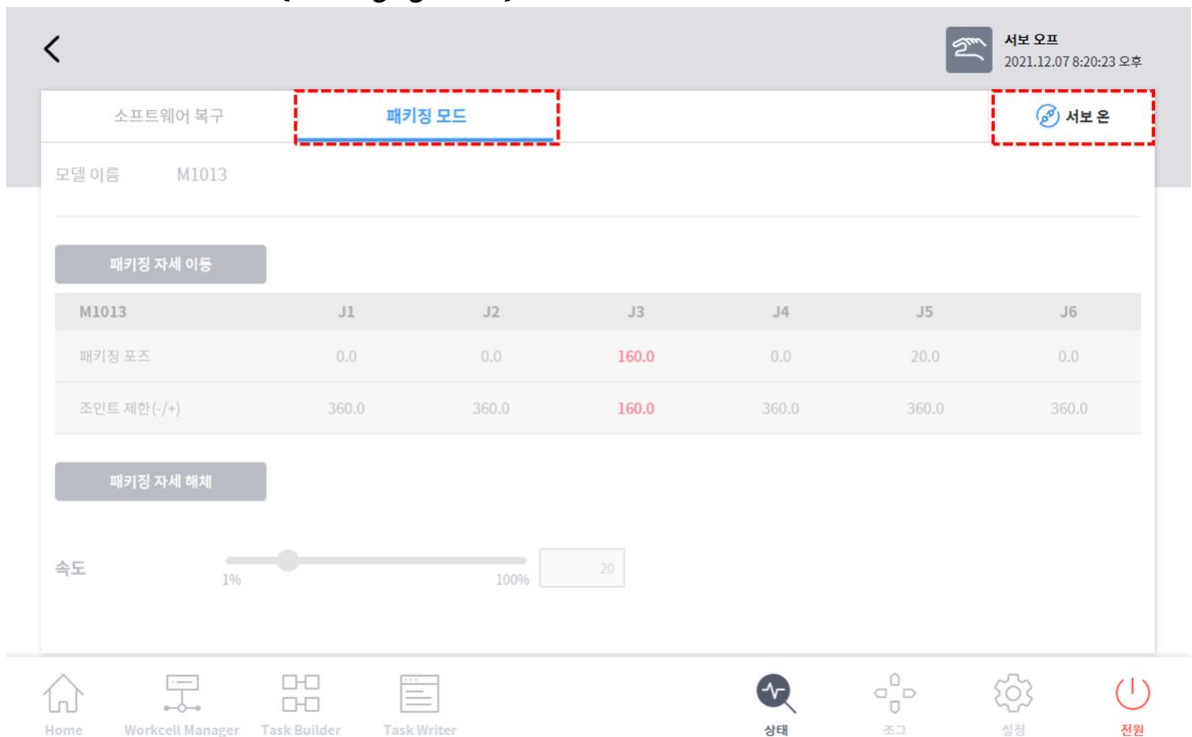 서보 오프
2021.12.07 8:20:23 오후
소프트웨어 복구 패키징 모드 서보 온
모델 이름 M1013
패키징 자세 이동
M1013 J1 J2 J3 J4 J5 J6
패키징 포즈 0.0 0.0 160.0 0.0 20.0 0.0
조인트 제한(-/+) 360.0 360.0 160.0 360.0 360.0 360.0
패키징 자세 해체
속도 1% 100% 20
Home Workcell Manager Task Builder Task Writer 상태 조그 설정 전원